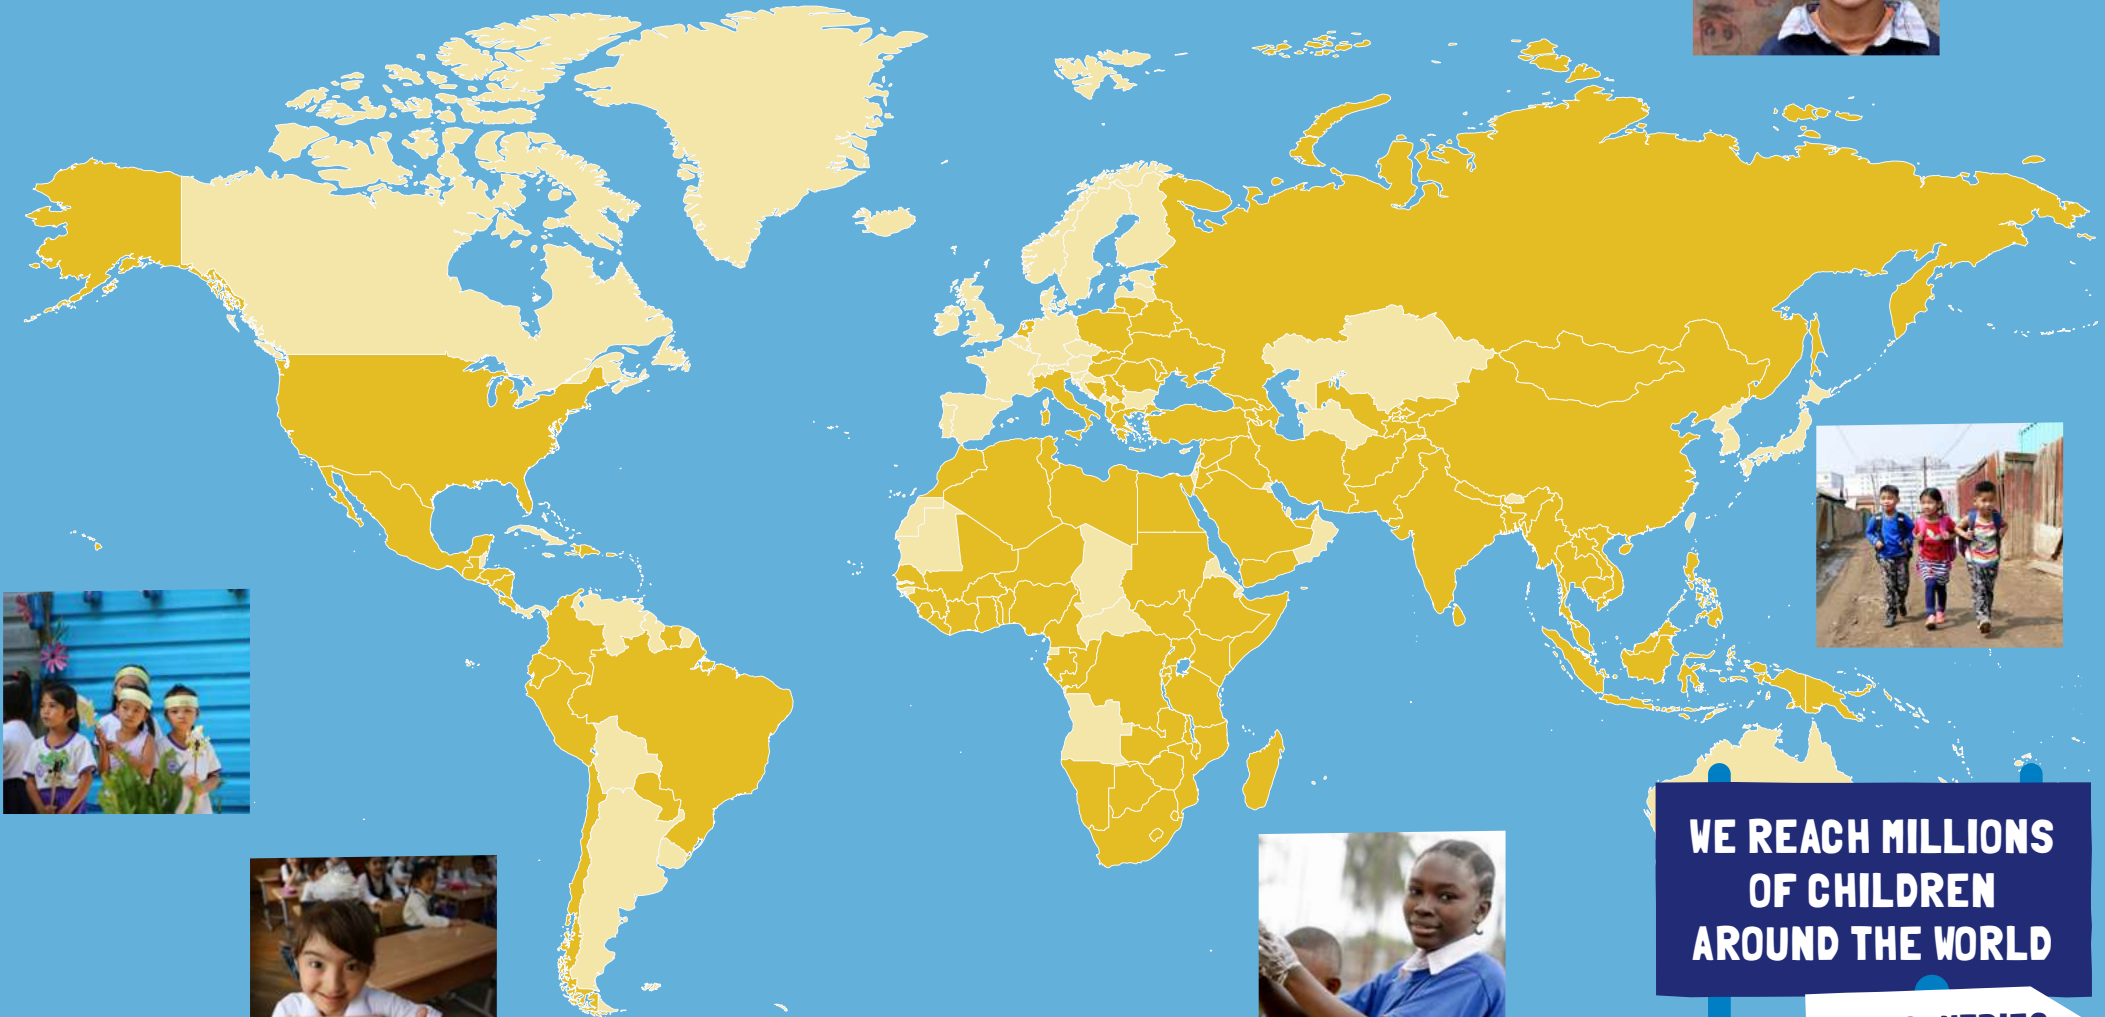 WE REACH MILLIONS
OF CHILDREN
AROUND THE WORLD